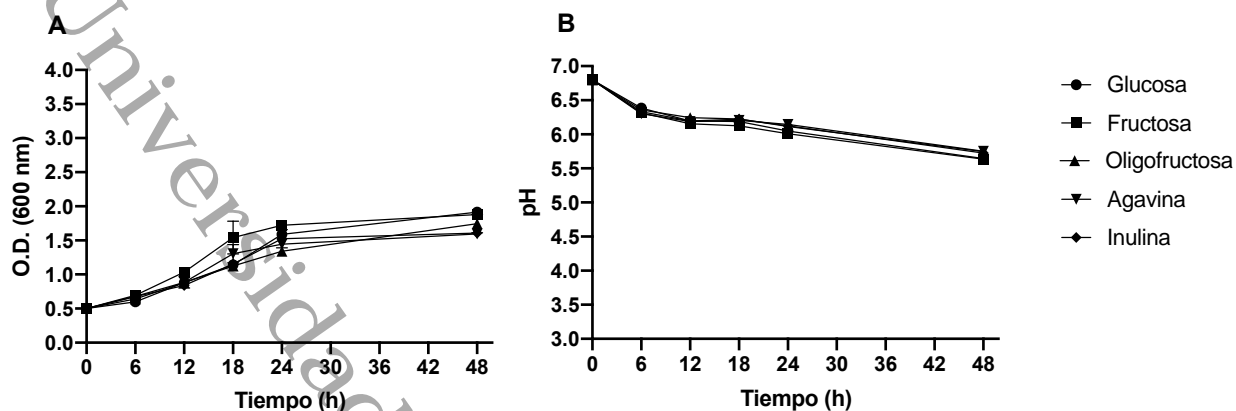 A
B
4.0
3.5
3.0
2.5
2.0
1.5
1.0
0.5
0.0
O.D. (600 nm)
0 6 12 18 24 30 36 42 48
Tiempo (h)
7.0
6.5
6.0
5.5
5.0
4.5
4.0
3.5
3.0
pH
0 6 12 18 24 30 36 42 48
Tiempo (h)
Glucosa
Fructosa
Oligofructosa
Agavina
Inulina
Universidad